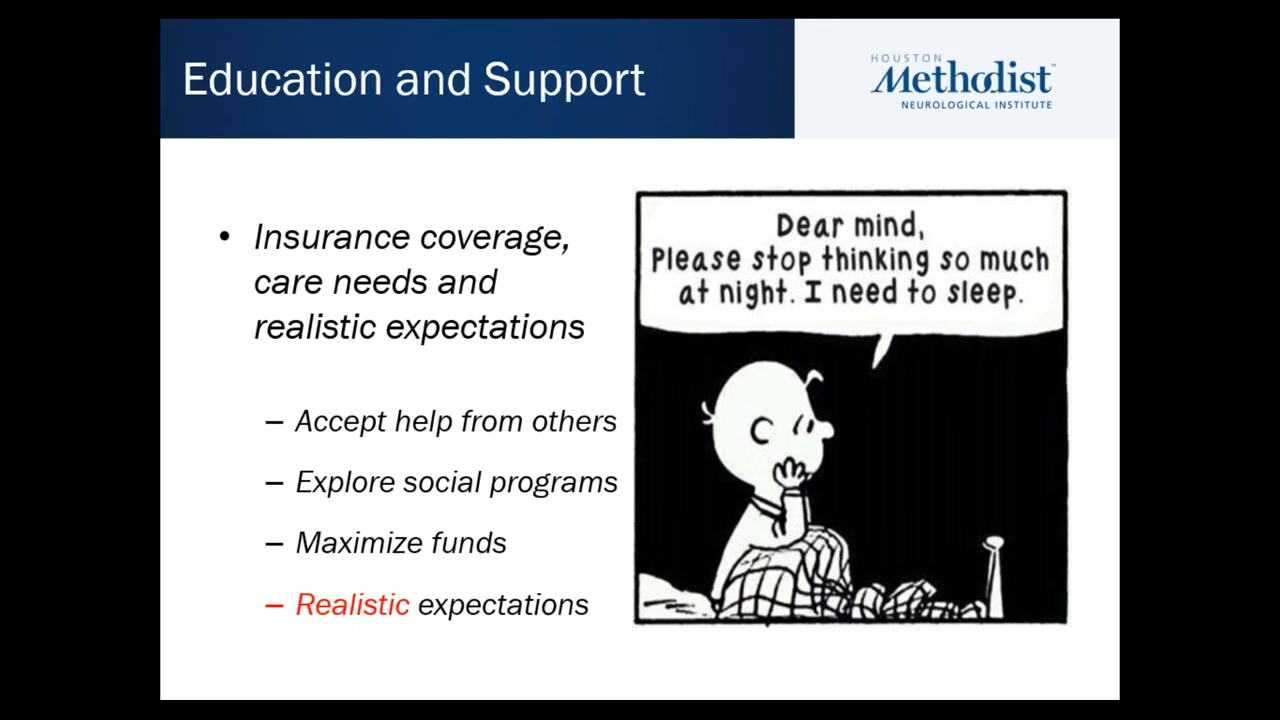 Education and Support
HOUSTON
Methodist™
NEUROLOGICAL INSTITUTE
• Insurance coverage,
care needs and
realistic expectations
– Accept help from others
– Explore social programs
– Maximize funds
– Realistic expectations
Dear mind,
Please stop thinking so much
at night. I need to sleep.